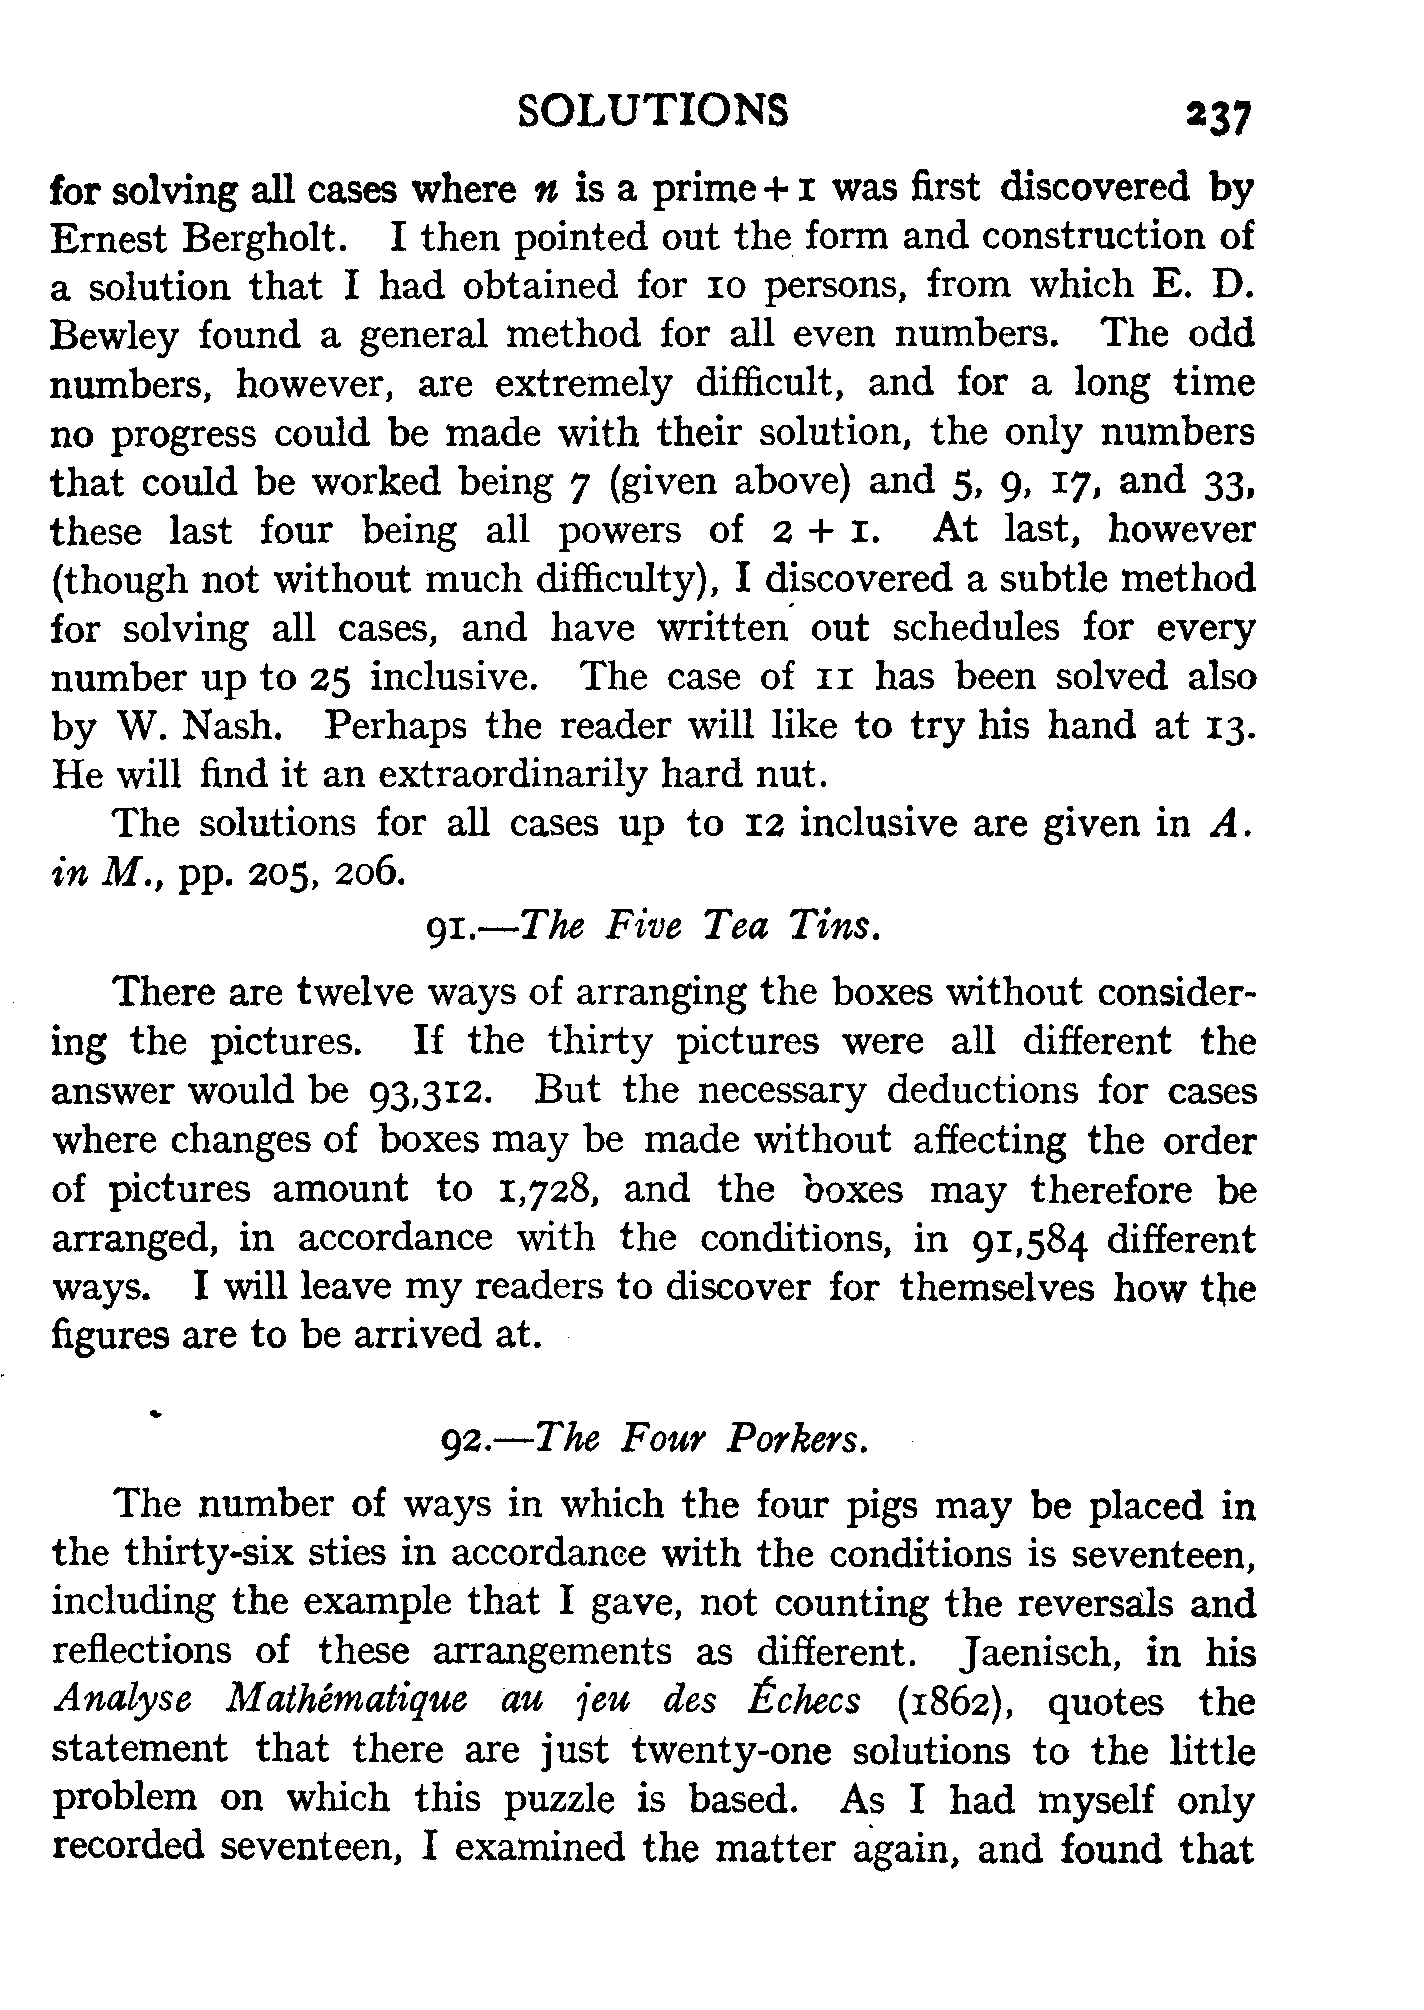 SOLUTIONS 237
for solving all cases where n is a prime+1 was first discovered by
Ernest Bergholt. I then pointed out the form and construction of
a solution that I had obtained for 10 persons, from which E. D.
Bewley found a general method for all even numbers. The odd
numbers, however, are extremely difficult, and for a long time
no progress could be made with their solution, the only numbers
that could be worked being 7 (given above) and 5, 9, 17, and 33,
these last four being all powers of 2 + 1. At last, however
(though not without much difficulty), I discovered a subtle method
for solving all cases, and have written out schedules for every
number up to 25 inclusive. The case of 11 has been solved also
by W. Nash. Perhaps the reader will like to try his hand at 13.
He will find it an extraordinarily hard nut.
The solutions for all cases up to 12 inclusive are given in A.
in M., pp. 205, 206.
91.—The Five Tea Tins.
There are twelve ways of arranging the boxes without consider-
ing the pictures. If the thirty pictures were all different the
answer would be 93,312. But the necessary deductions for cases
where changes of boxes may be made without affecting the order
of pictures amount to 1,728, and the boxes may therefore be
arranged, in accordance with the conditions, in 91,584 different
ways. I will leave my readers to discover for themselves how the
figures are to be arrived at.
92.—The Four Porkers.
The number of ways in which the four pigs may be placed in
the thirty-six sties in accordance with the conditions is seventeen,
including the example that I gave, not counting the reversals and
reflections of these arrangements as different. Jaenisch, in his
Analyse Mathématique au jeu des Échecs (1862), quotes the
statement that there are just twenty-one solutions to the little
problem on which this puzzle is based. As I had myself only
recorded seventeen, I examined the matter again, and found that